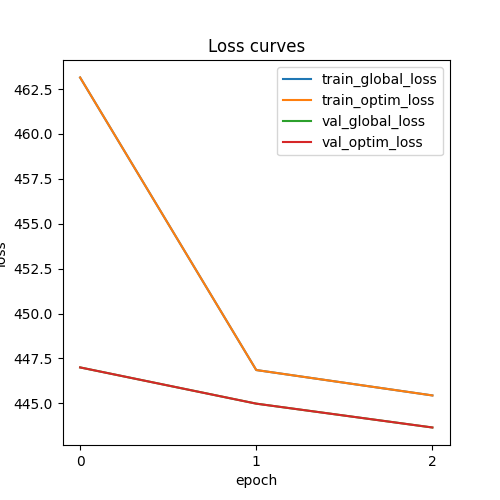 Loss curves
train_global_loss
train_optim_loss
val_global_loss
val_optim_loss
462.5
460.0
457.5
455.0
452.5
450.0
447.5
445.0
loss
0
1
2
epoch